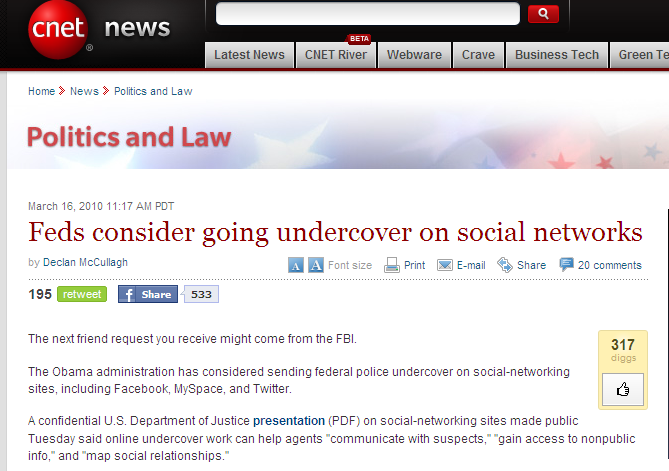 cnet news
®
BETA
Latest News CNET River Webware Crave Business Tech Green Te
Home News Politics and Law
Politics and Law
March 16, 2010 11:17 AM PDT
Feds consider going undercover on social networks
by Declan McCullagh
A A Font size Print E-mail Share 20 comments
195 retweet f Share 533
The next friend request you receive might come from the FBI.
317
diggs
The Obama administration has considered sending federal police undercover on social-networking
sites, including Facebook, MySpace, and Twitter.
A confidential U.S. Department of Justice presentation (PDF) on social-networking sites made public
Tuesday said online undercover work can help agents "communicate with suspects," "gain access to nonpublic
info," and "map social relationships."